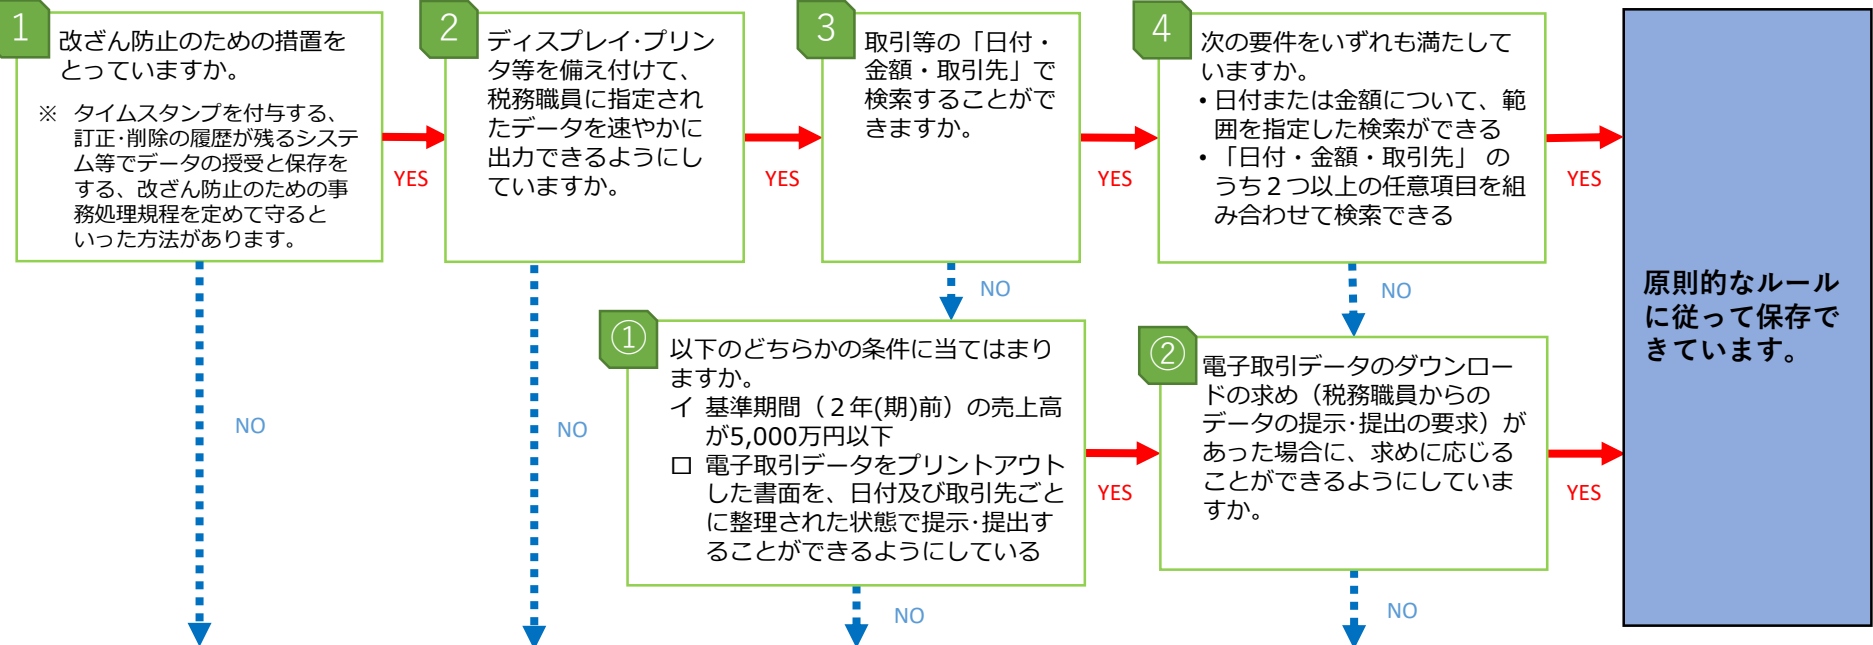 1
改ざん防止のための措置を
とっていますか。
※ タイムスタンプを付与する、
訂正･削除の履歴が残るシステ
ム等でデータの授受と保存を
する、改ざん防止のための事
務処理規程を定めて守ると
いった方法があります。
YES
NO
2
ディスプレイ･プリン
タ等を備え付けて、
税務職員に指定され
たデータを速やかに
出力できるようにし
ていますか。
YES
NO
3
取引等の「日付・
金額・取引先」で
検索することがで
きますか。
YES
NO
4
次の要件をいずれも満たして
いますか。
• 日付または金額について、範
囲を指定した検索ができる
• 「日付・金額・取引先」 の
うち２つ以上の任意項目を組
み合わせて検索できる
YES
NO
①
以下のどちらかの条件に当てはまり
ますか。
イ 基準期間（２年(期)前）の売上高
が5,000万円以下
ロ 電子取引データをプリントアウト
した書面を、日付及び取引先ごと
に整理された状態で提示･提出す
ることができるようにしている
YES
NO
②
電子取引データのダウンロー
ドの求め（税務職員からの
データの提示･提出の要求）が
あった場合に、求めに応じる
ことができるようにしていま
すか。
YES
NO
原則的なルール
に従って保存で
きています。